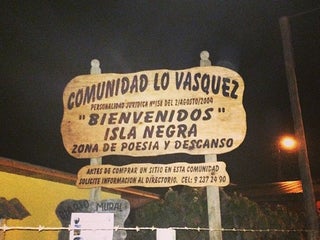 COMUNIDAD LO VASQUEZ
PERSONALIDAD JURIDICA Nº158 DEL 2/AGOSTO/2004
"BIENVENIDOS"
ISLA NEGRA
ZONA DE POESIA Y DESCANSO
ANTES DE COMPRAR UN SITIO EN ESTA COMUNIDAD
SOLICITE INFORMACION AL DIRECTORIO. CEL: 9 227 24 90
MURAL